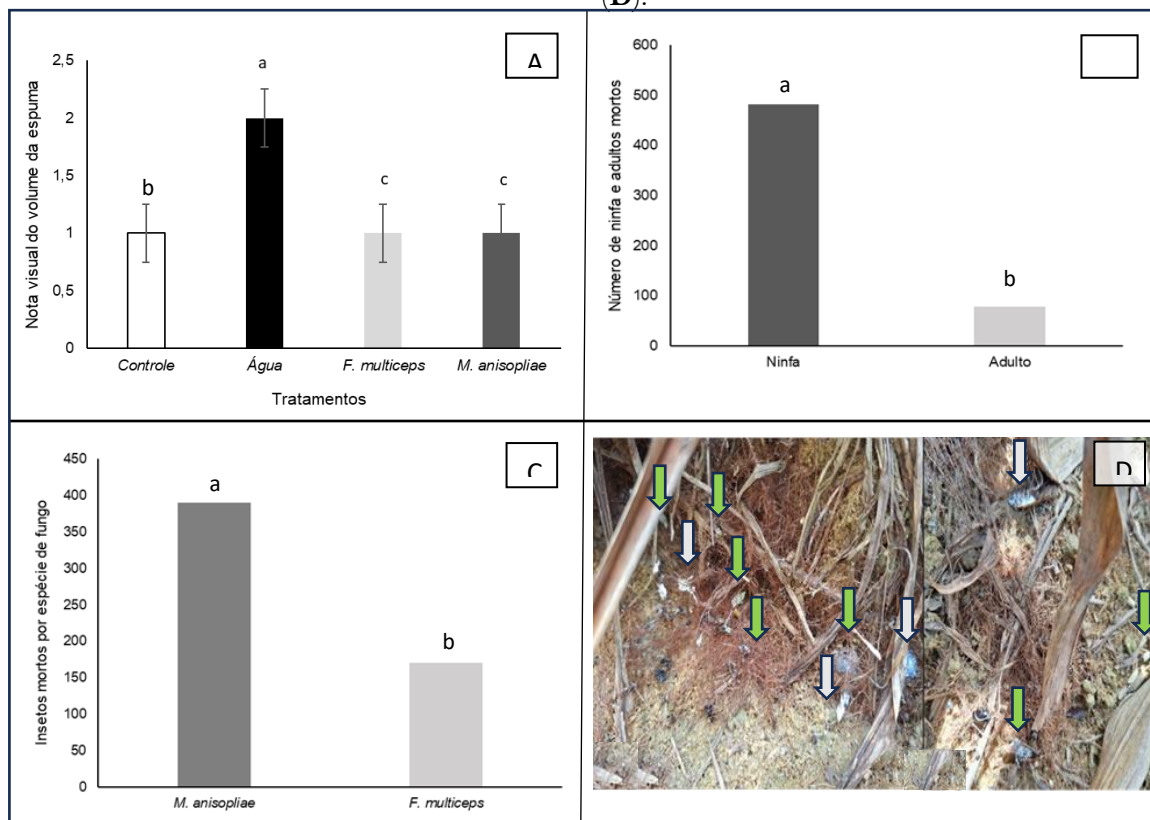 (D).
A
Nota visual do volume da espuma
2,5
2
1,5
1
0,5
0
a
b
c
c
Controle
Água
F. multiceps
M. anisopliae
Tratamentos
Número de ninfa e adultos mortos
600
500
400
300
200
100
0
a
b
Ninfa
Adulto
C
Insetos mortos por espécie de fungo
450
400
350
300
250
200
150
100
50
0
a
b
M. anisopliae
F. multiceps
D